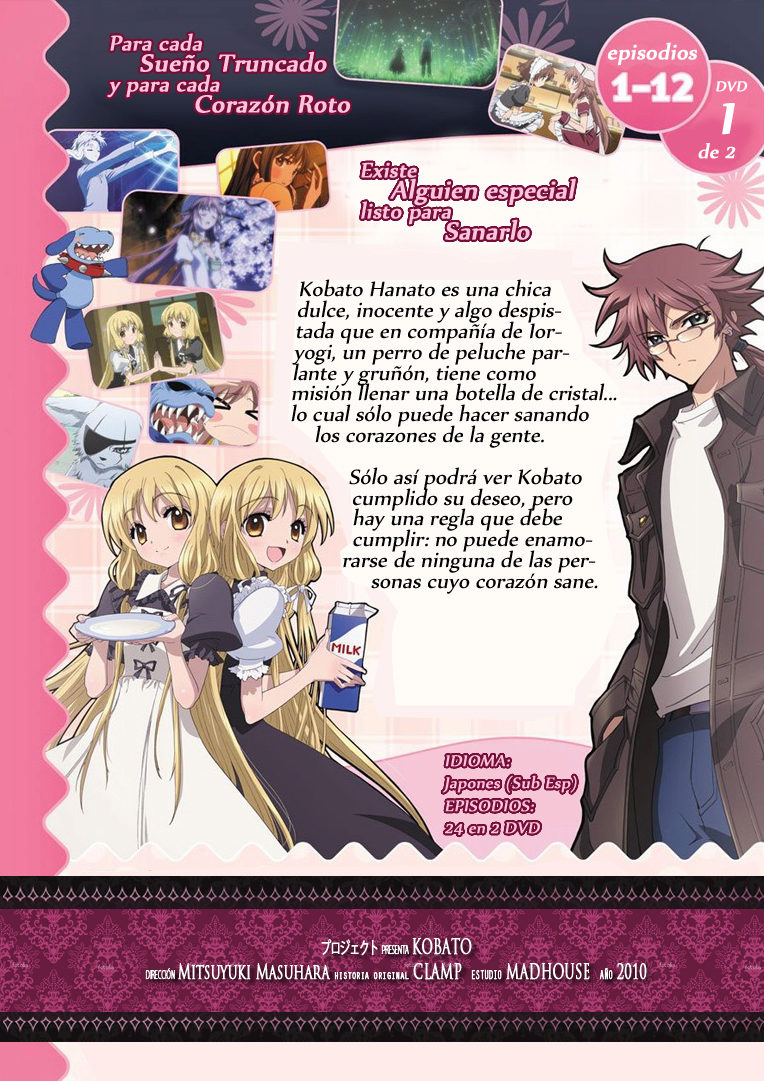 Para cada
Sueño Truncado
y para cada
Corazón Roto
episodios
1-12
DVD
1
de 2
Existe
Alguien especial
listo para
Sanarlo
Kobato Hanato es una chica
dulce, inocente y algo despis-
tada que en compañía de Ior-
yogi, un perro de peluche par-
lante y gruñón, tiene como
misión llenar una botella de cristal...
lo cual sólo puede hacer sanando
los corazones de la gente.
Sólo así podrá ver Kobato
cumplido su deseo, pero
hay una regla que debe
cumplir: no puede enamo-
rarse de ninguna de las per-
sonas cuyo corazón sane.
MILK
IDIOMA:
Japones (Sub Esp)
EPISODIOS:
24 en 2 DVD
プロジェクト PRESENTA KOBATO
DIRECCIÓN MITSUYUKI MASUHARA HISTORIA ORIGINAL CLAMP ESTUDIO MADHOUSE AÑO 2010